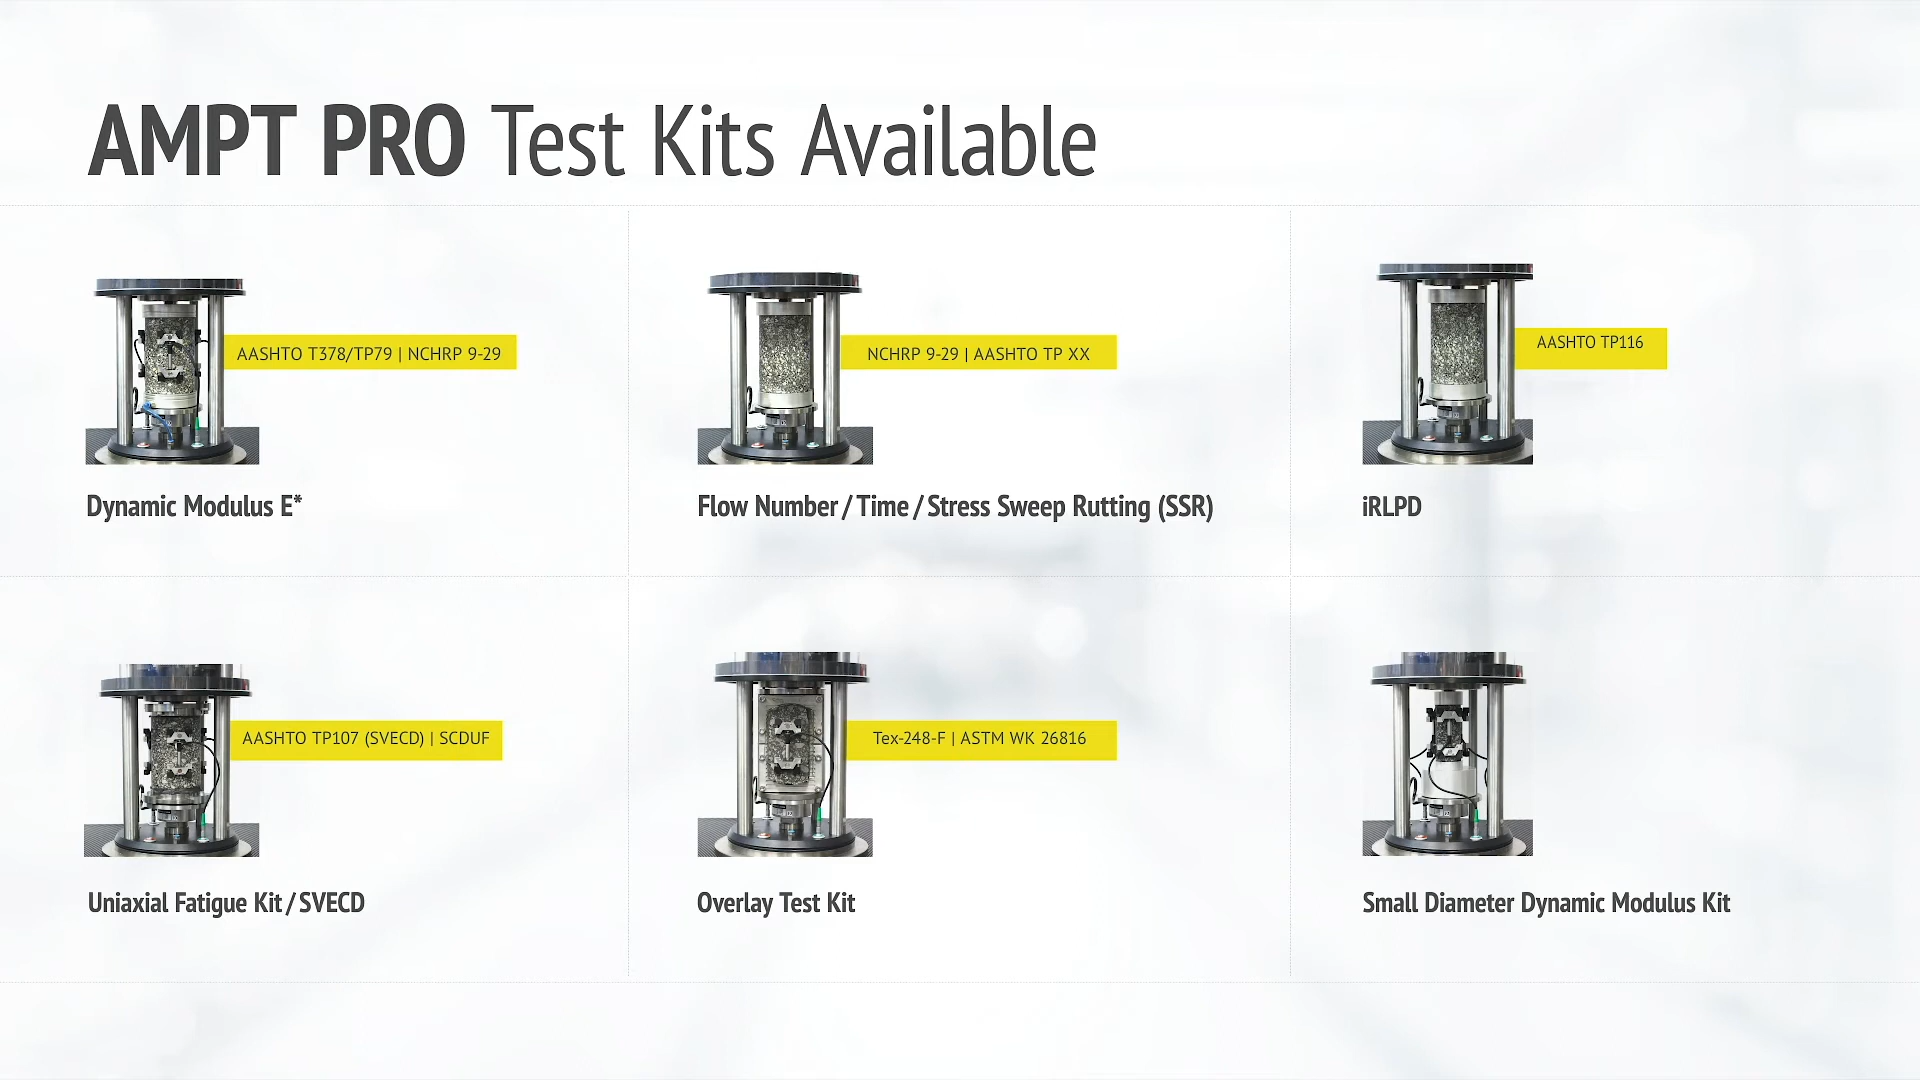 AMPT PRO Test Kits Available
AASHTO T378/TP79 | NCHRP 9-29
Dynamic Modulus E*
NCHRP 9-29 | AASHTO TP XX
Flow Number / Time / Stress Sweep Rutting (SSR)
AASHTO TP116
iRLPD
AASHTO TP107 (SVECD) | SCDUF
Uniaxial Fatigue Kit / SVECD
Tex-248-F | ASTM WK 26816
Overlay Test Kit
Small Diameter Dynamic Modulus Kit